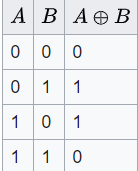 A B A ⊕ B
0 0 0
0 1 1
1 0 1
1 1 0